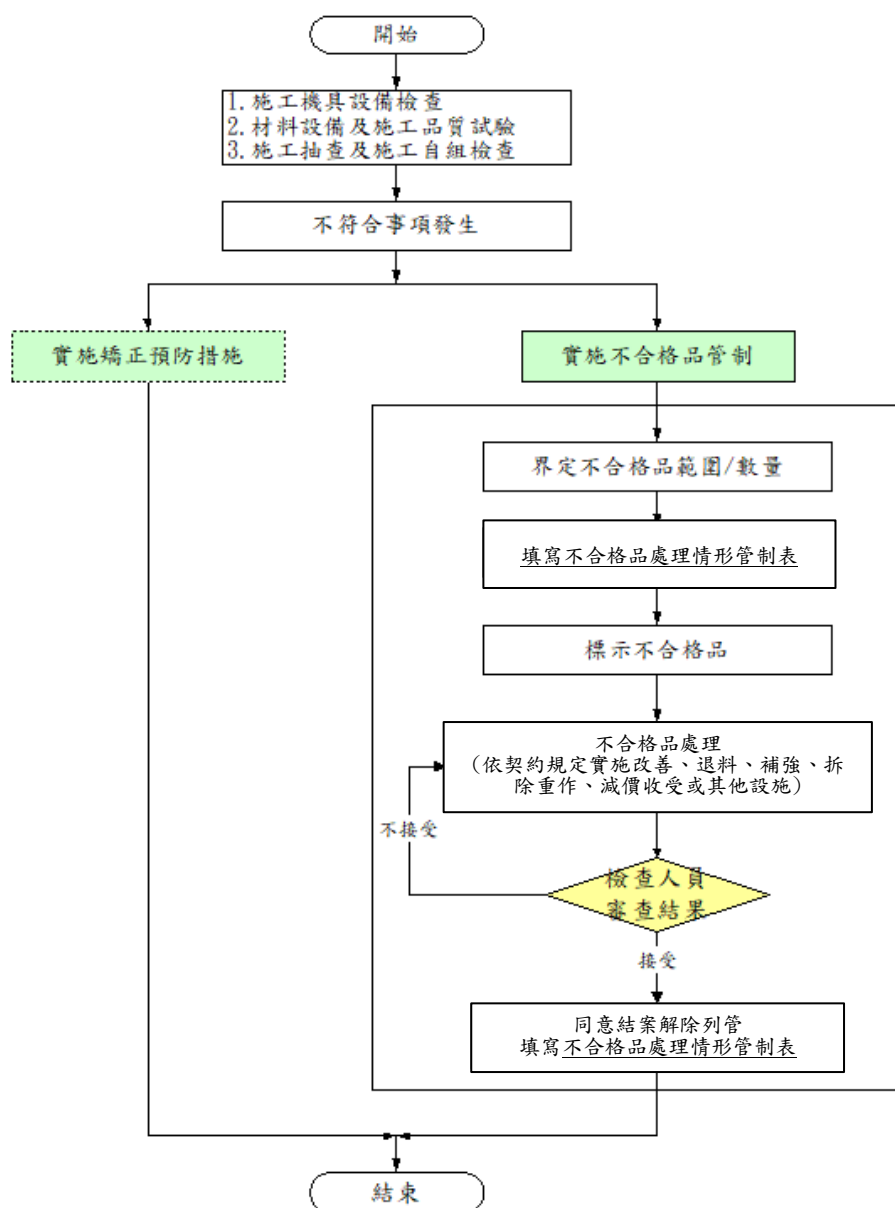 開始
1.施工機具設備檢查
2.材料設備及施工品質試驗
3.施工抽查及施工自組檢查
不符合事項發生
實施矯正預防措施
實施不合格品管制
界定不合格品範圍/數量
填寫不合格品處理情形管制表
標示不合格品
不合格品處理
(依契約規定實施改善、退料、補強、拆
除重作、減價收受或其他設施)
不接受
檢查人員
審查結果
接受
同意結案解除列管
填寫不合格品處理情形管制表
結束